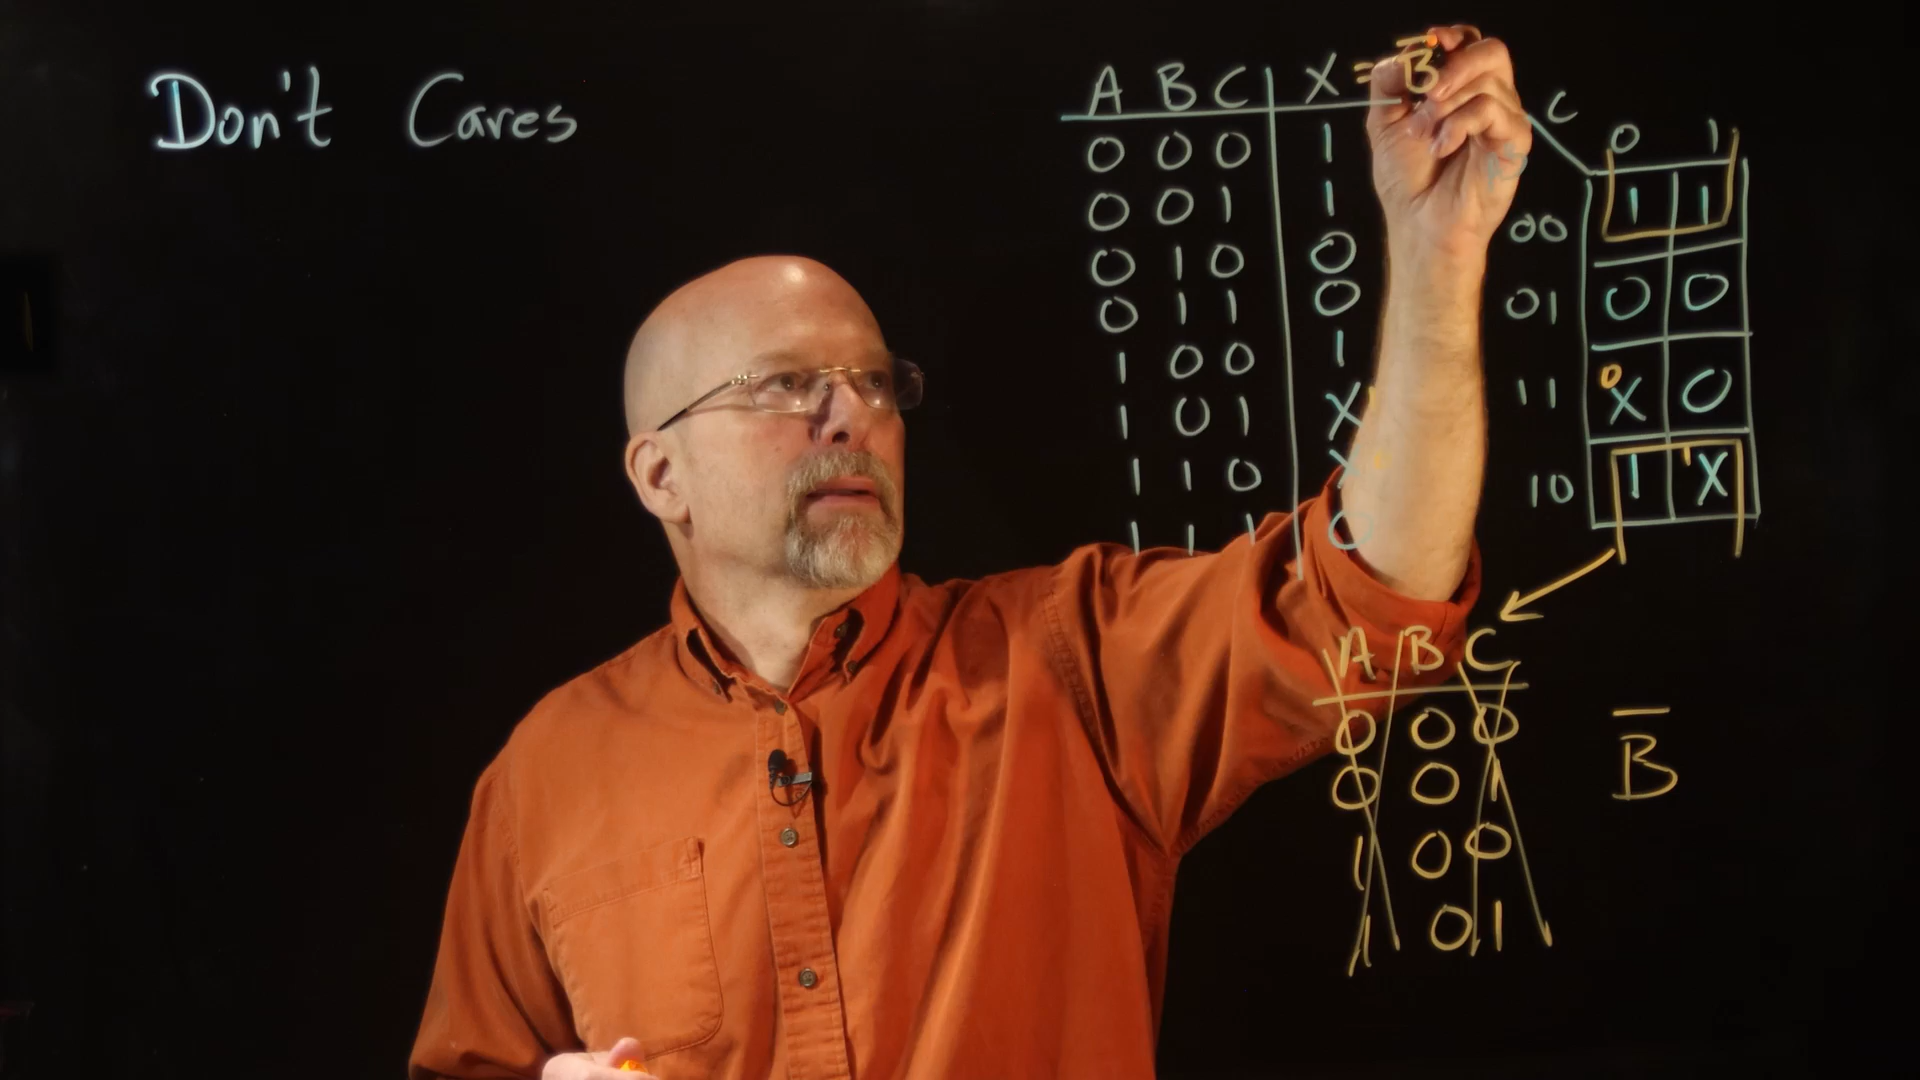 Don't Cares
A B C X = B̅
0 0 0 1
0 0 1 1
0 1 0 0
0 1 1 0
1 0 0 1
1 0 1 X
1 1 0 X
1 1 1 0
C
0 1
00 1 1
01 0 0
11 0 X 0
10 1 1 X
A B C
0 0 0
0 0 1
1 0 0
1 0 1
B̅